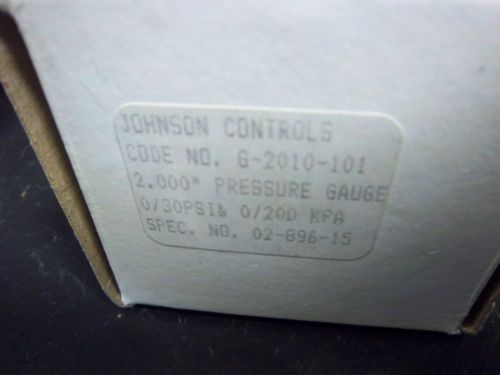 JOHNSON CONTROLS
CODE NO. G-2010-101
2.000" PRESSURE GAUGE
0/30PSI& 0/200 KPA
SPEC. NO. 02-896-15